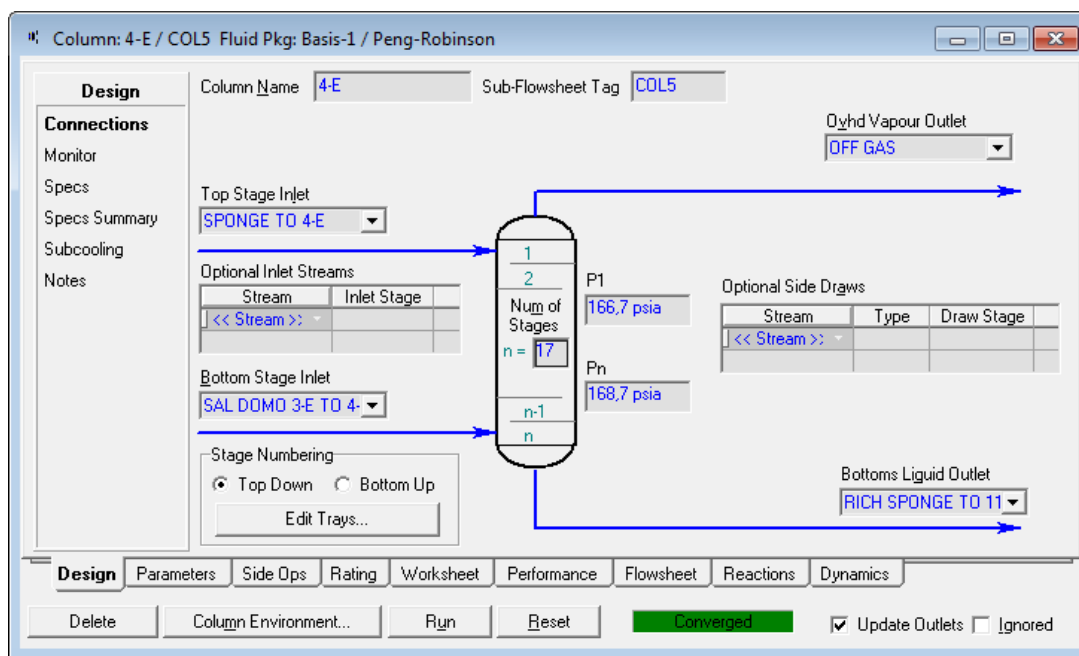 Column: 4-E / COL5 Fluid Pkg: Basis-1 / Peng-Robinson
Design
Connections
Monitor
Specs
Specs Summary
Subcooling
Notes
Column Name 4-E Sub-Flowsheet Tag COL5
Ovhd Vapour Outlet
OFF GAS
Top Stage Inlet
SPONGE TO 4-E
Optional Inlet Streams
Stream Inlet Stage
<< Stream >>
Bottom Stage Inlet
SAL DOMO 3-E TO 4-
Stage Numbering
Top Down Bottom Up
Edit Trays...
1
2
Num of
Stages
n = 17
n-1
n
P1
166,7 psia
Pn
168,7 psia
Optional Side Draws
Stream Type Draw Stage
<< Stream >>
Bottoms Liquid Outlet
RICH SPONGE TO 11
Design Parameters Side Ops Rating Worksheet Performance Flowsheet Reactions Dynamics
Delete Column Environment... Run Reset Converged Update Outlets Ignored